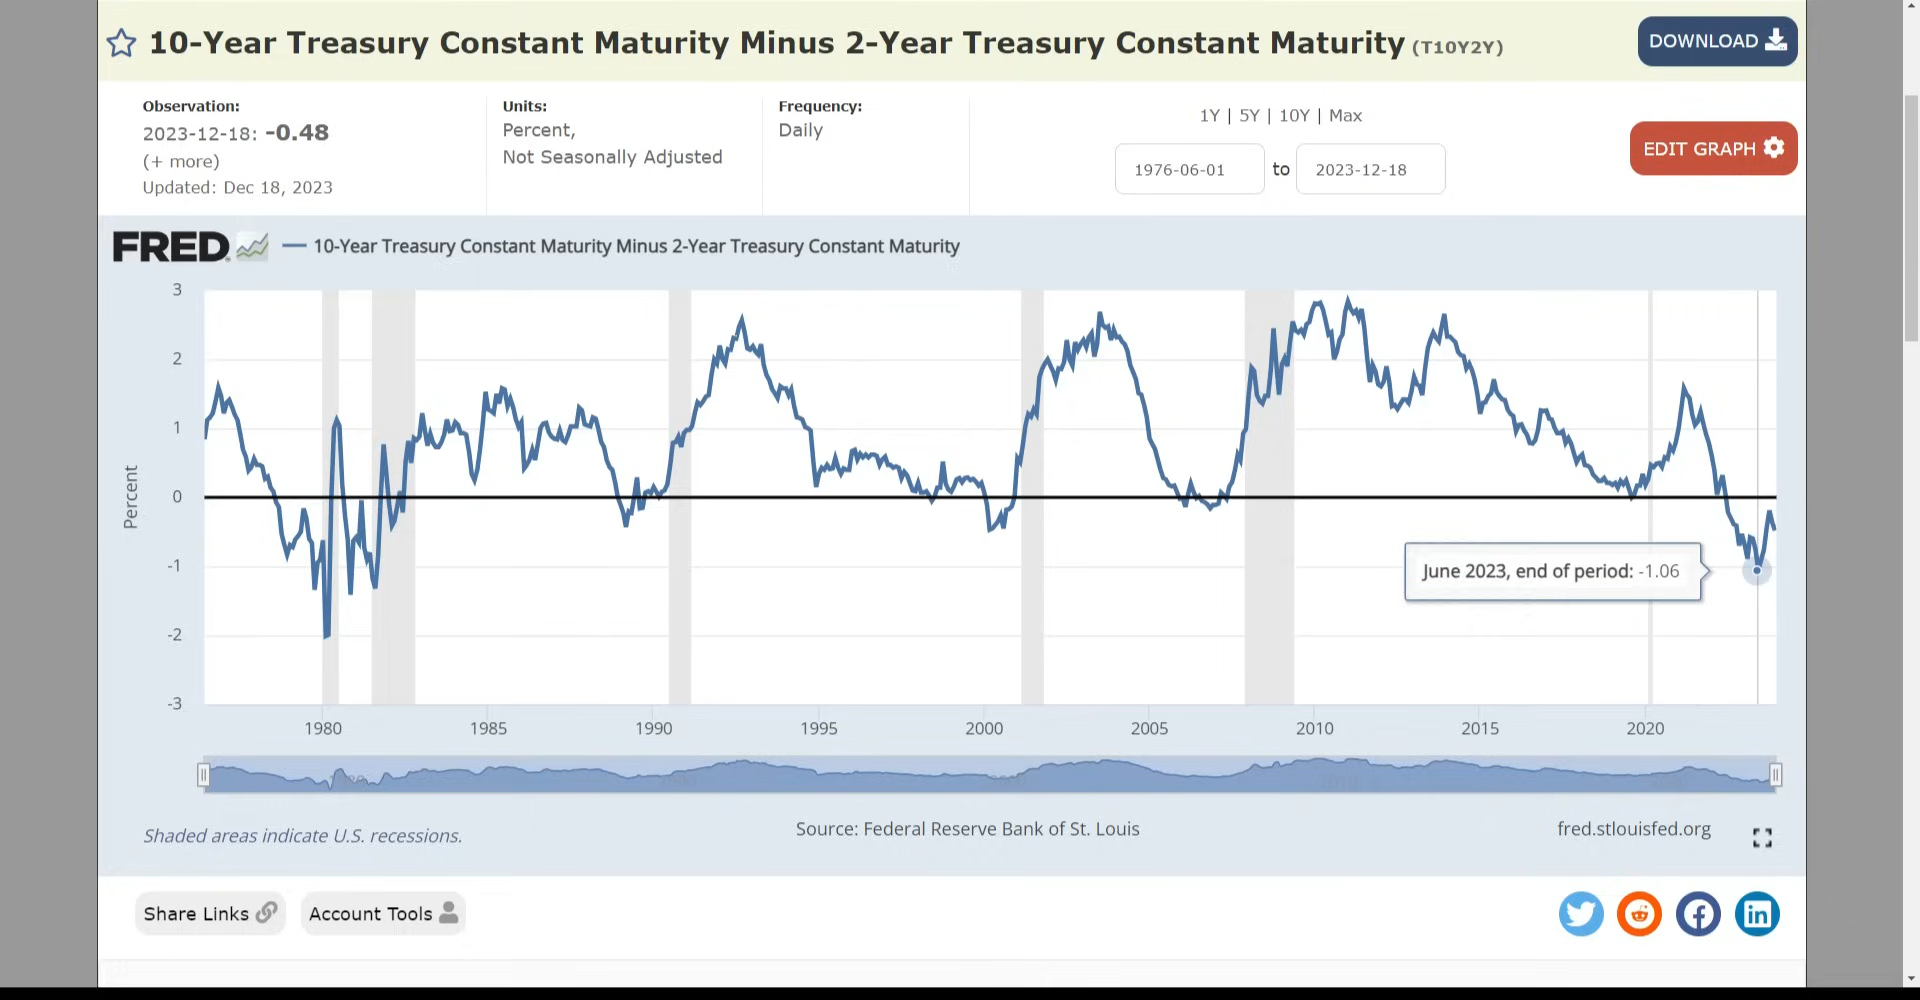 10-Year Treasury Constant Maturity Minus 2-Year Treasury Constant Maturity (T10Y2Y)
DOWNLOAD
Observation:
2023-12-18: -0.48
(+ more)
Updated: Dec 18, 2023
Units:
Percent,
Not Seasonally Adjusted
Frequency:
Daily
1Y | 5Y | 10Y | Max
1976-06-01 to 2023-12-18
EDIT GRAPH
FRED
10-Year Treasury Constant Maturity Minus 2-Year Treasury Constant Maturity
3
2
1
0
-1
-2
-3
Percent
June 2023, end of period: -1.06
1980 1985 1990 1995 2000 2005 2010 2015 2020
Shaded areas indicate U.S. recessions.
Source: Federal Reserve Bank of St. Louis
fred.stlouisfed.org
Share Links
Account Tools
in